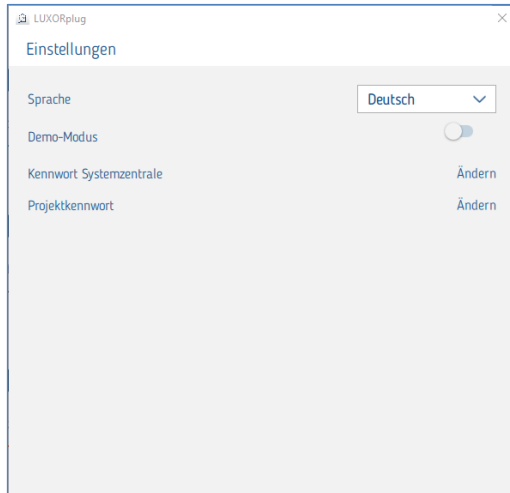 LUXORplug
Einstellungen
Sprache Deutsch
Demo-Modus
Kennwort Systemzentrale Ändern
Projektkennwort Ändern